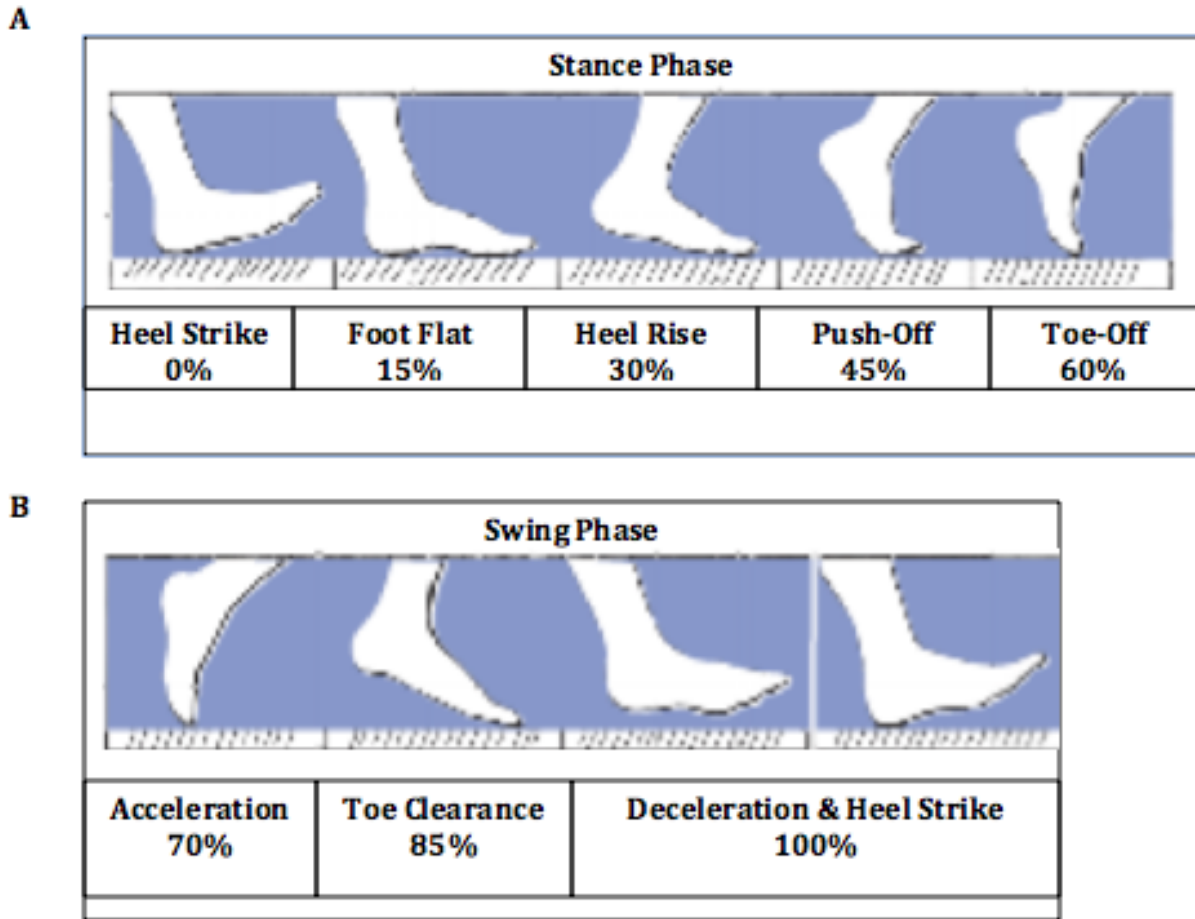 A
Stance Phase
Heel Strike
0%
Foot Flat
15%
Heel Rise
30%
Push-Off
45%
Toe-Off
60%
B
Swing Phase
Acceleration
70%
Toe Clearance
85%
Deceleration & Heel Strike
100%